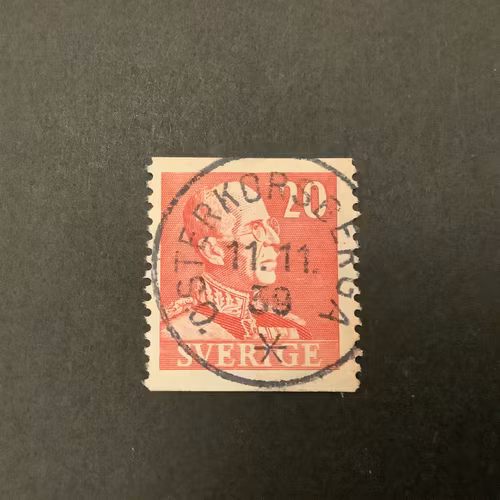 20
ÖSTERKORSBERGA
11.11.
39
*
SVERIGE